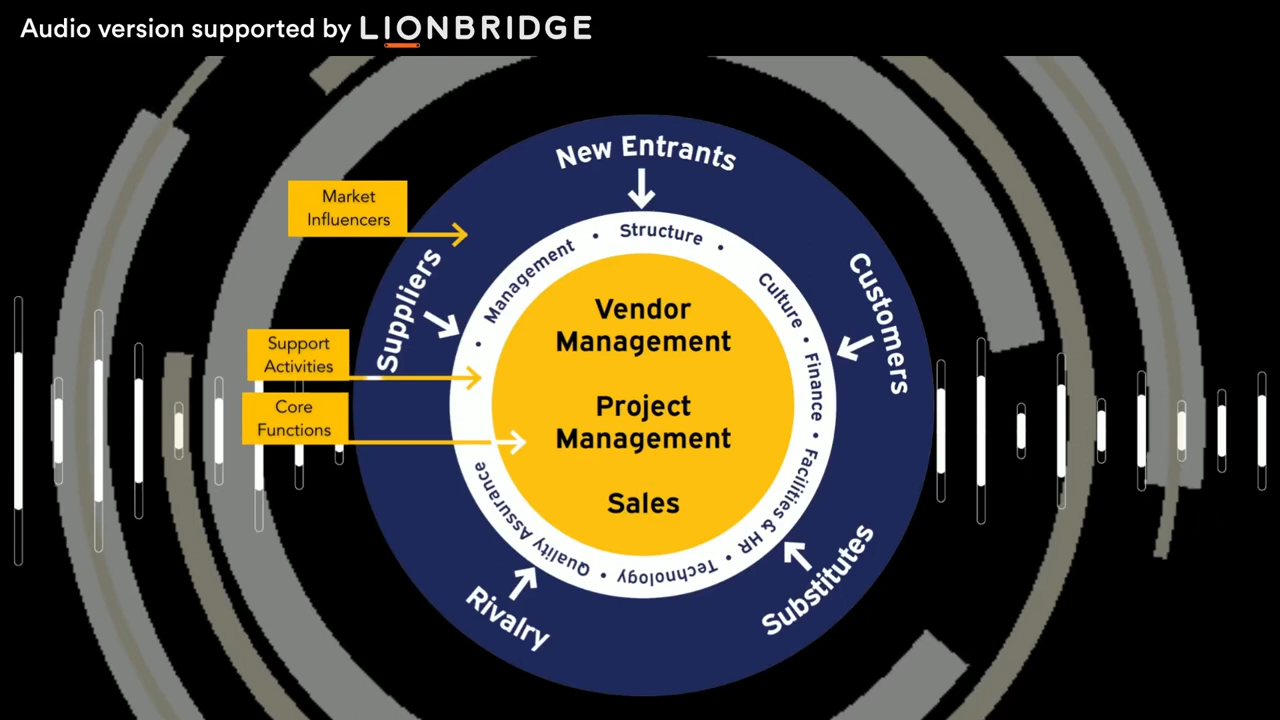 Audio version supported by LIONBRIDGE
New Entrants
Market
Influencers
Suppliers
Customers
Management • Structure • Culture • Finance • Facilities & HR • Technology • Quality Assurance •
Support
Activities
Core
Functions
Vendor
Management
Project
Management
Sales
Rivalry
Substitutes